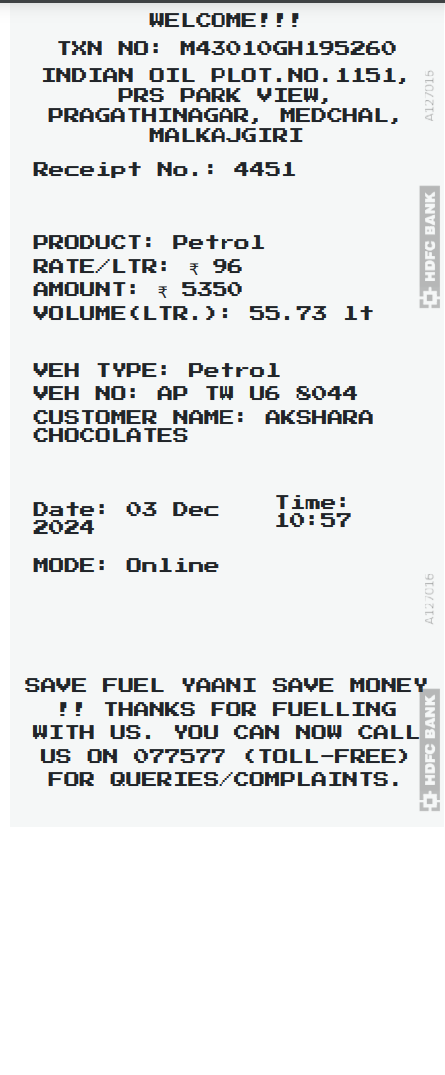 WELCOME!!!
TXN NO: M43010GH195260
INDIAN OIL PLOT.NO.1151,
PRS PARK VIEW,
PRAGATHINAGAR, MEDCHAL,
MALKAJGIRI
Receipt No.: 4451
PRODUCT: Petrol
RATE/LTR: ₹ 96
AMOUNT: ₹ 5350
VOLUME(LTR.): 55.73 lt
VEH TYPE: Petrol
VEH NO: AP TW U6 8044
CUSTOMER NAME: AKSHARA
CHOCOLATES
Date: 03 Dec
2024
Time:
10:57
MODE: Online
SAVE FUEL YAANI SAVE MONEY
!! THANKS FOR FUELLING
WITH US. YOU CAN NOW CALL
US ON 077577 (TOLL-FREE)
FOR QUERIES/COMPLAINTS.
A127016
HDFC BANK
A127016
HDFC BANK